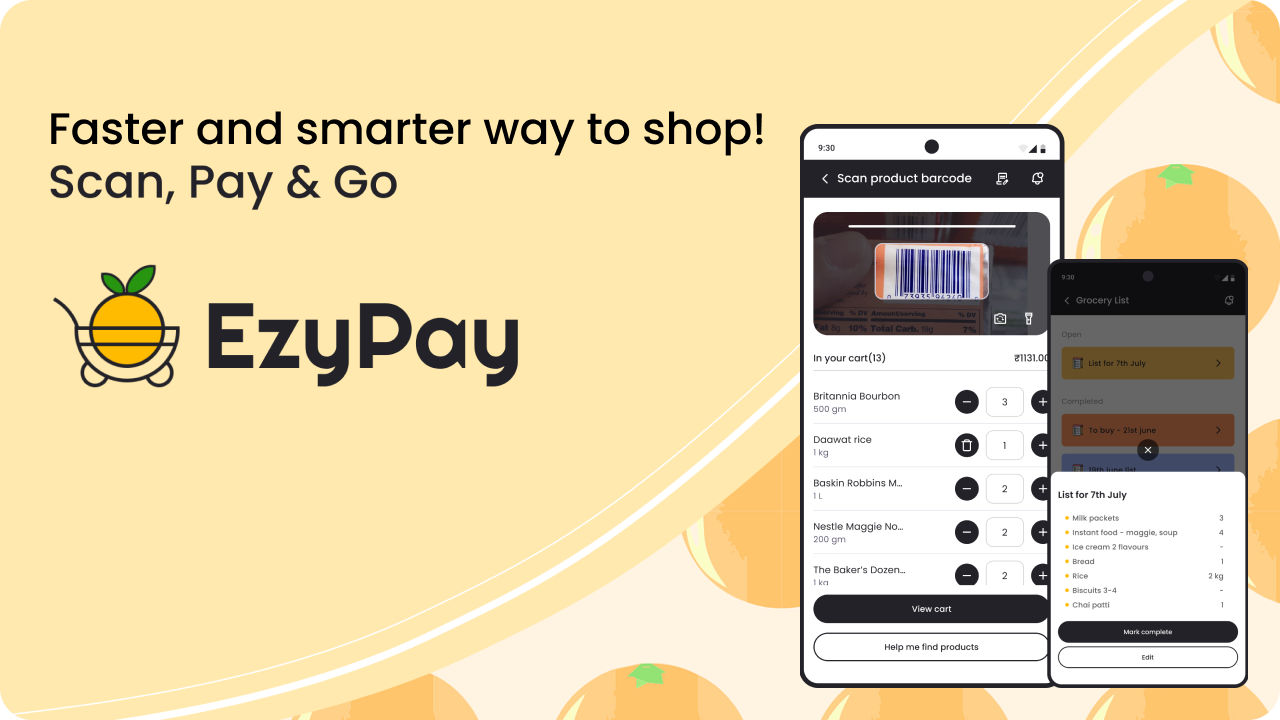 Faster and smarter way to shop!
Scan, Pay & Go
EzyPay
9:30
Scan product barcode
% DV Amount/serving % DV
10% Total Carb. 7%
In your cart(13) ₹1131.00
Britannia Bourbon
500 gm
3
Daawat rice
1 kg
1
Baskin Robbins M...
1 L
2
Nestle Maggie No...
200 gm
2
The Baker's Dozen...
1 kg
2
View cart
Help me find products
9:30
Grocery List
Open
List for 7th July
Completed
To buy - 21st june
19th june list
List for 7th July
Milk packets 3
Instant food - maggie, soup 4
Ice cream 2 flavours -
Bread 1
Rice 2 kg
Biscuits 3-4 -
Chai patti 1
Mark complete
Edit